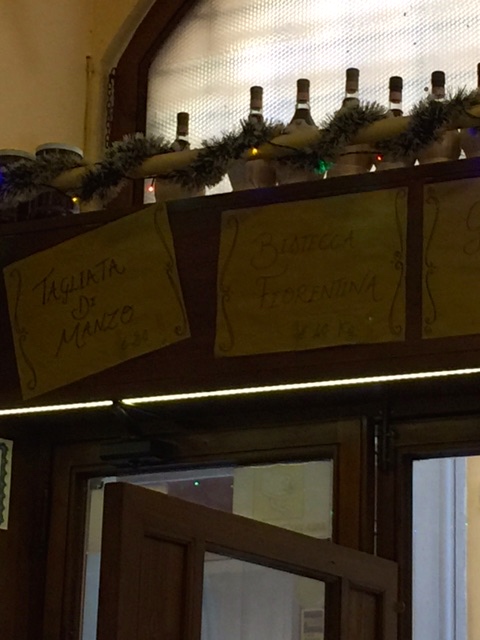 TAGLIATA
DI
MANZO
BISTECCA
FIORENTINA